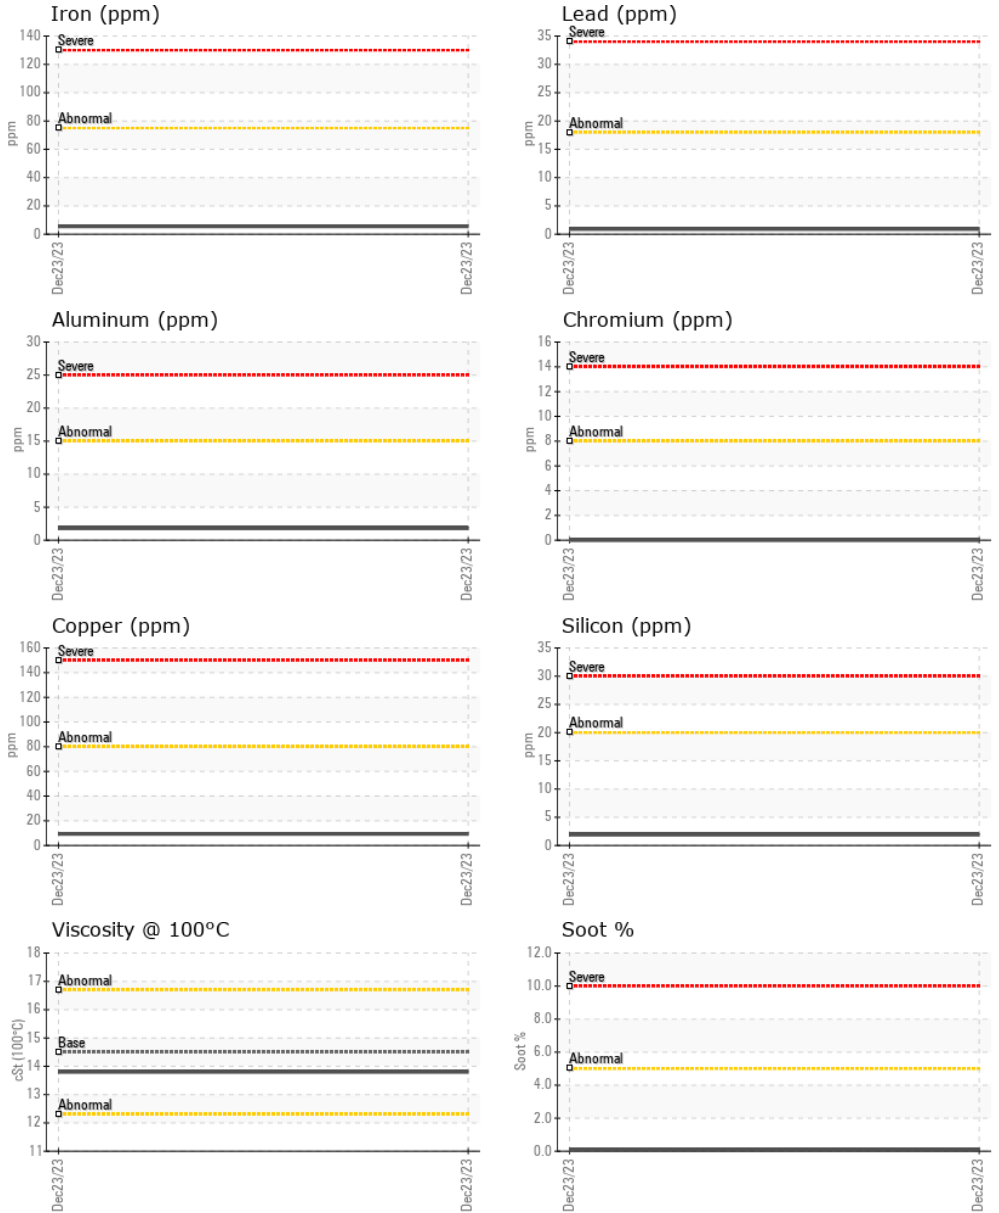 Iron (ppm)
140
120
100
80
60
40
20
0
ppm
Severe
Abnormal
Dec23/23
Dec23/23
Lead (ppm)
35
30
25
20
15
10
5
0
ppm
Severe
Abnormal
Dec23/23
Dec23/23
Aluminum (ppm)
30
25
20
15
10
5
0
ppm
Severe
Abnormal
Dec23/23
Dec23/23
Chromium (ppm)
16
14
12
10
8
6
4
2
0
ppm
Severe
Abnormal
Dec23/23
Dec23/23
Copper (ppm)
160
140
120
100
80
60
40
20
0
ppm
Severe
Abnormal
Dec23/23
Dec23/23
Silicon (ppm)
35
30
25
20
15
10
5
0
ppm
Severe
Abnormal
Dec23/23
Dec23/23
Viscosity @ 100°C
18
17
16
15
14
13
12
11
cSt (100°C)
Abnormal
Base
Abnormal
Dec23/23
Dec23/23
Soot %
12.0
10.0
8.0
6.0
4.0
2.0
0.0
Soot %
Severe
Abnormal
Dec23/23
Dec23/23